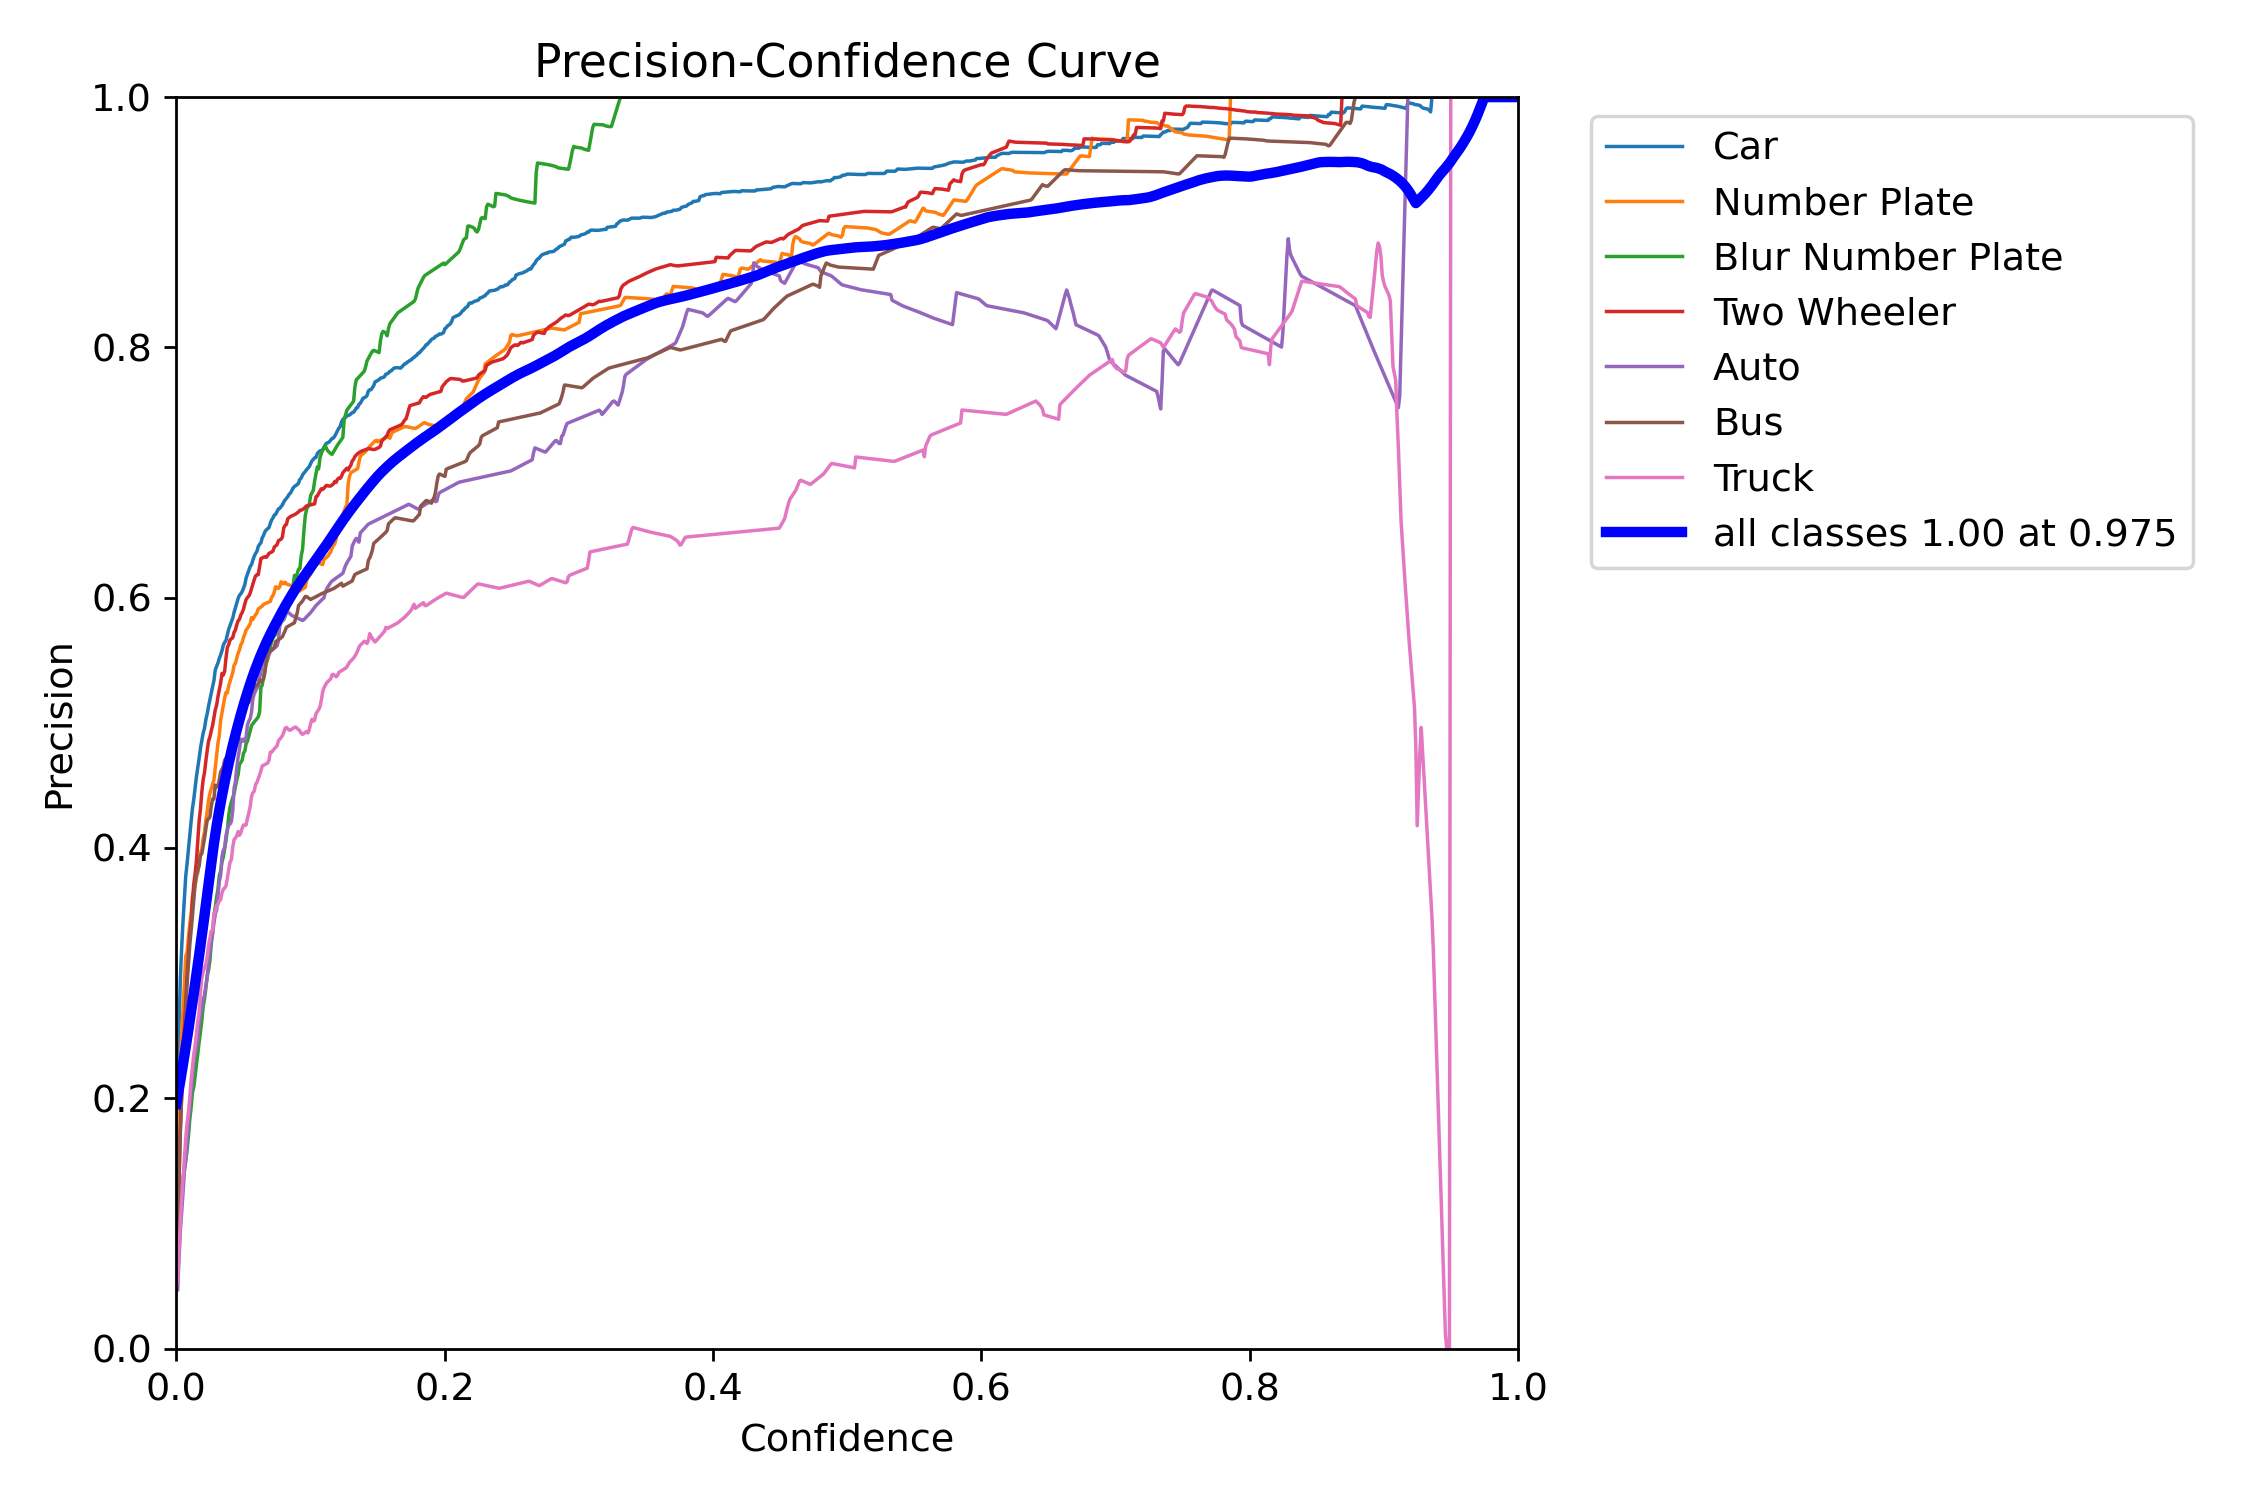 Precision-Confidence Curve
1.0
0.8
0.6
0.4
0.2
0.0
Precision
0.0 0.2 0.4 0.6 0.8 1.0
Confidence
Car
Number Plate
Blur Number Plate
Two Wheeler
Auto
Bus
Truck
all classes 1.00 at 0.975